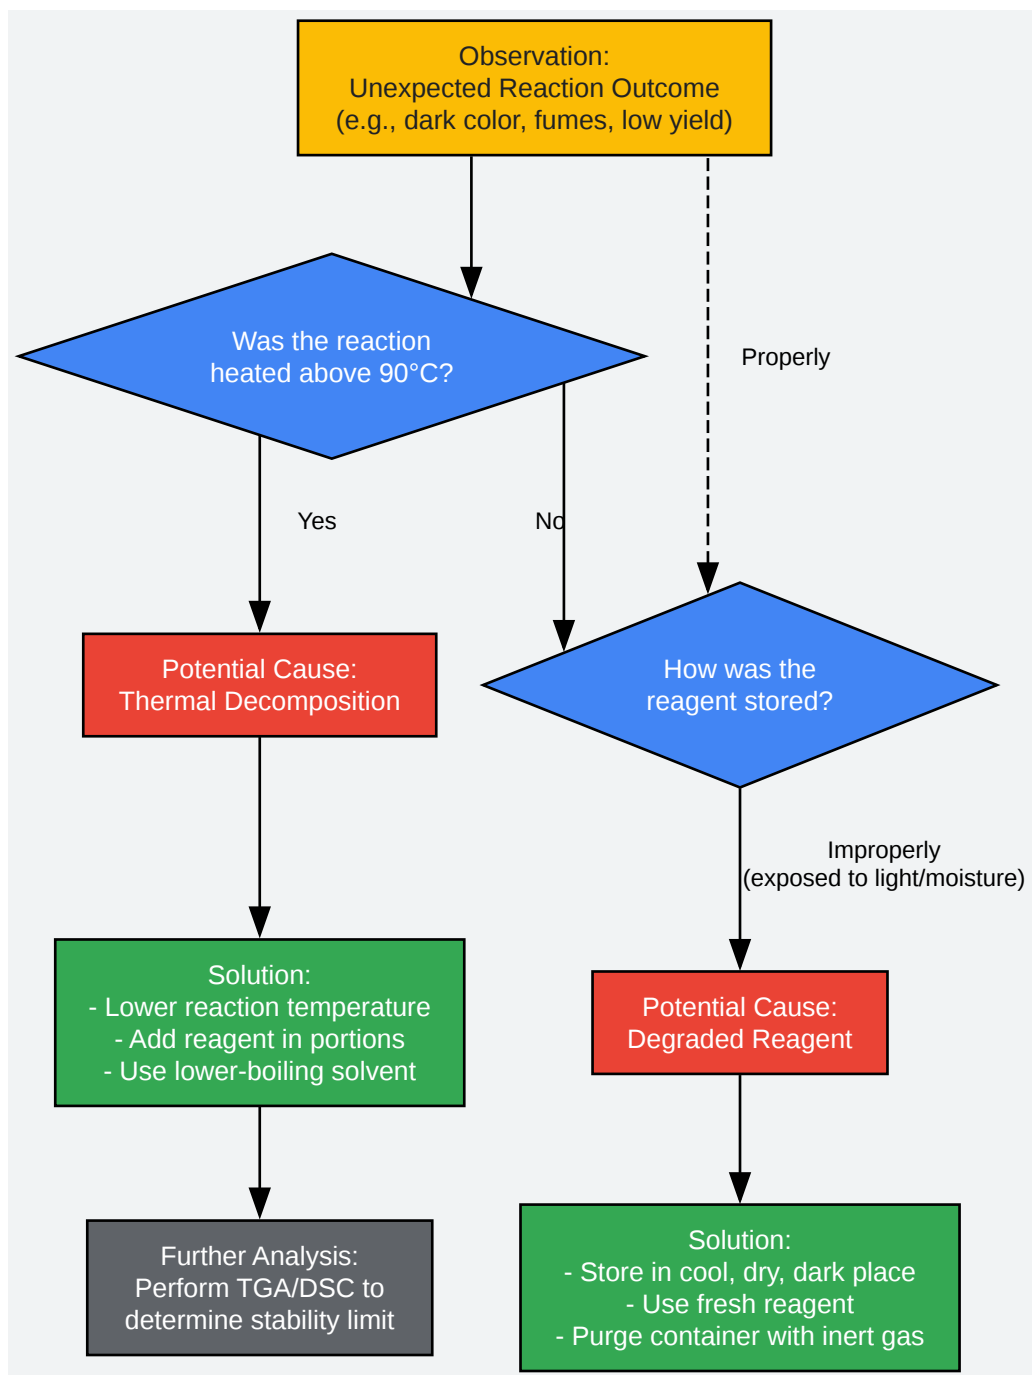 Observation:
Unexpected Reaction Outcome
(e.g., dark color, fumes, low yield)
Was the reaction
heated above 90°C?
Properly
Yes
No
Potential Cause:
Thermal Decomposition
How was the
reagent stored?
Improperly
(exposed to light/moisture)
Solution:
- Lower reaction temperature
- Add reagent in portions
- Use lower-boiling solvent
Potential Cause:
Degraded Reagent
Further Analysis:
Perform TGA/DSC to
determine stability limit
Solution:
- Store in cool, dry, dark place
- Use fresh reagent
- Purge container with inert gas